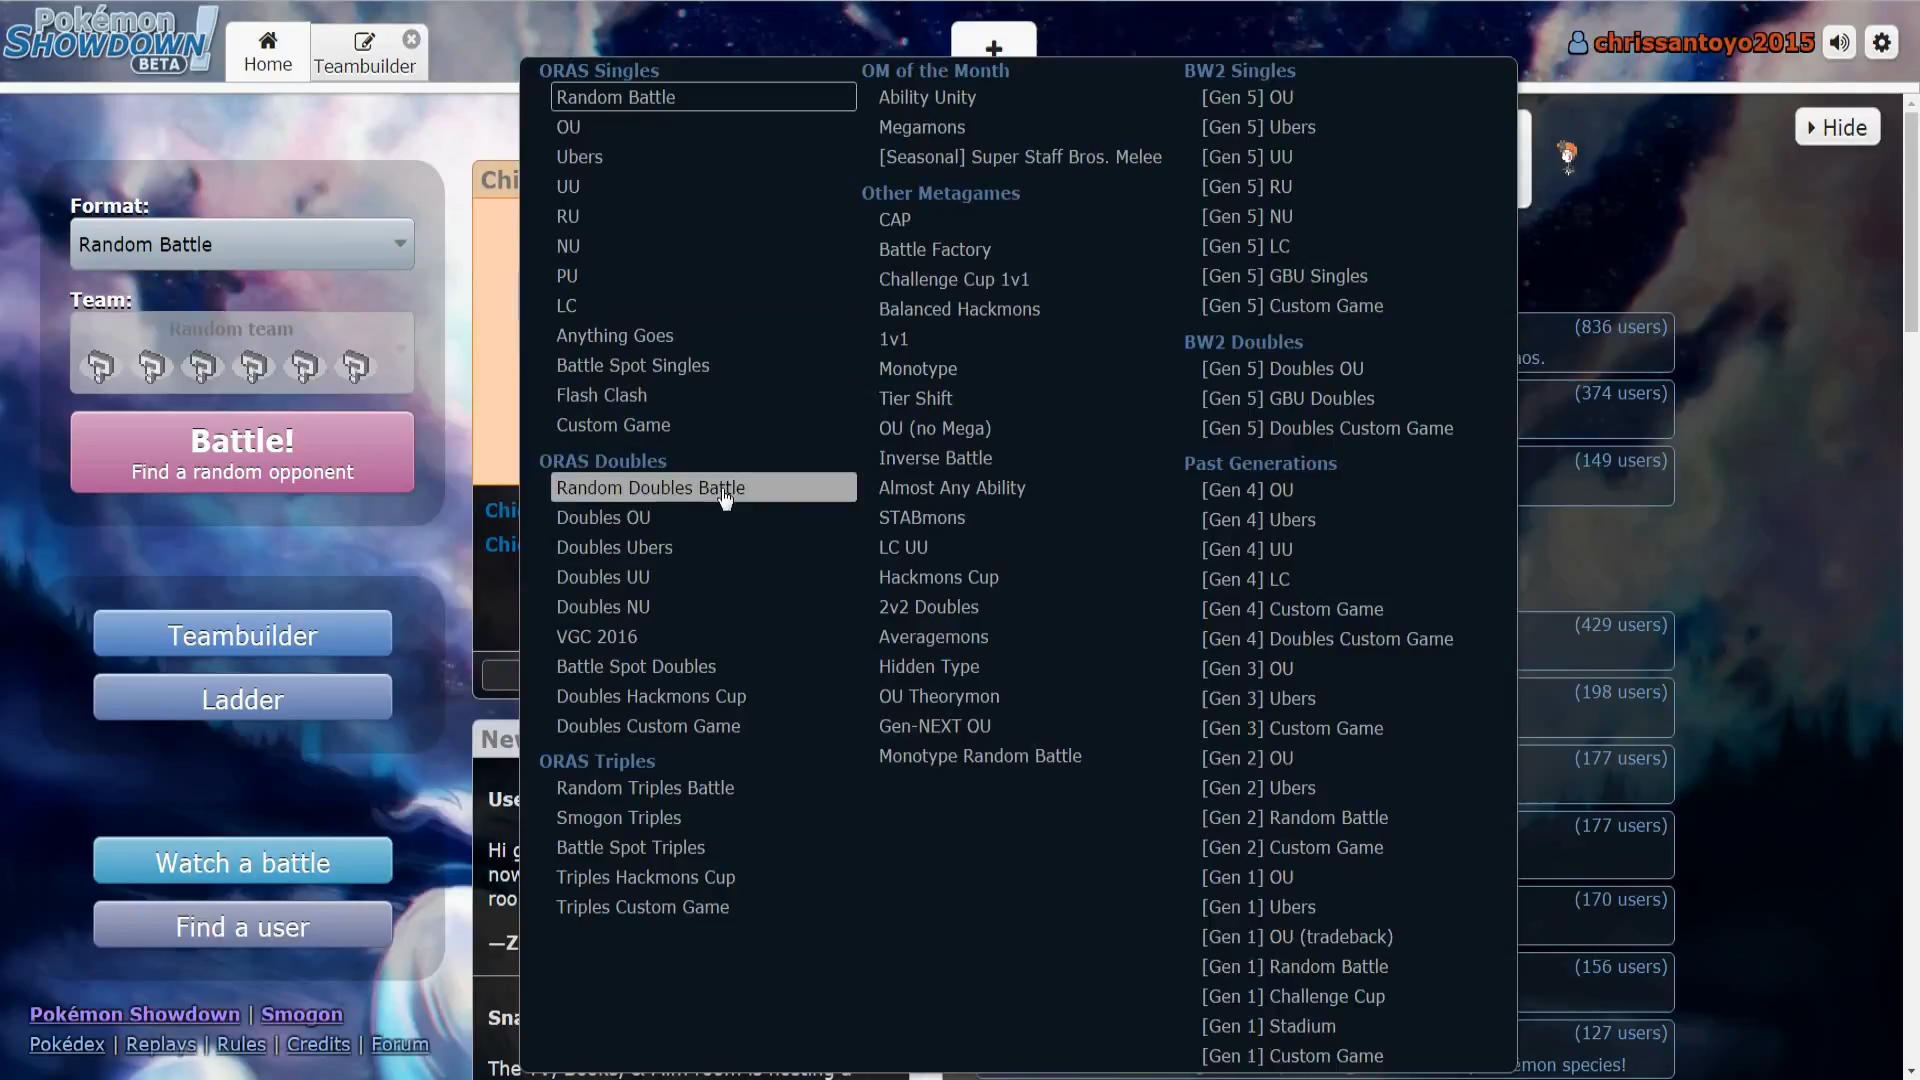 Pokémon
SHOWDOWN!
BETA
Home
Teambuilder
+
chrissantoyo2015
Format:
Random Battle
Team:
Random team
Battle!
Find a random opponent
Teambuilder
Ladder
Watch a battle
Find a user
Pokémon Showdown | Smogon
Pokédex | Replays | Rules | Credits | Forum
Chi
Chi
Chi
Hi
now
roo
—Z
ORAS Singles
Random Battle
OU
Ubers
UU
RU
NU
PU
LC
Anything Goes
Battle Spot Singles
Flash Clash
Custom Game
ORAS Doubles
Random Doubles Battle
Doubles OU
Doubles Ubers
Doubles UU
Doubles NU
VGC 2016
Battle Spot Doubles
Doubles Hackmons Cup
Doubles Custom Game
ORAS Triples
Random Triples Battle
Smogon Triples
Battle Spot Triples
Triples Hackmons Cup
Triples Custom Game
OM of the Month
Ability Unity
Megamons
[Seasonal] Super Staff Bros. Melee
Other Metagames
CAP
Battle Factory
Challenge Cup 1v1
Balanced Hackmons
1v1
Monotype
Tier Shift
OU (no Mega)
Inverse Battle
Almost Any Ability
STABmons
LC UU
Hackmons Cup
2v2 Doubles
Averagemons
Hidden Type
OU Theorymon
Gen-NEXT OU
Monotype Random Battle
BW2 Singles
[Gen 5] OU
[Gen 5] Ubers
[Gen 5] UU
[Gen 5] RU
[Gen 5] NU
[Gen 5] LC
[Gen 5] GBU Singles
[Gen 5] Custom Game
BW2 Doubles
[Gen 5] Doubles OU
[Gen 5] GBU Doubles
[Gen 5] Doubles Custom Game
Past Generations
[Gen 4] OU
[Gen 4] Ubers
[Gen 4] UU
[Gen 4] LC
[Gen 4] Custom Game
[Gen 4] Doubles Custom Game
[Gen 3] OU
[Gen 3] Ubers
[Gen 3] Custom Game
[Gen 2] OU
[Gen 2] Ubers
[Gen 2] Random Battle
[Gen 2] Custom Game
[Gen 1] OU
[Gen 1] Ubers
[Gen 1] OU (tradeback)
[Gen 1] Random Battle
[Gen 1] Challenge Cup
[Gen 1] Stadium
[Gen 1] Custom Game
Hide
(836 users)
aos.
(374 users)
(149 users)
(429 users)
(198 users)
(177 users)
(177 users)
(170 users)
(156 users)
(127 users)
mon species!